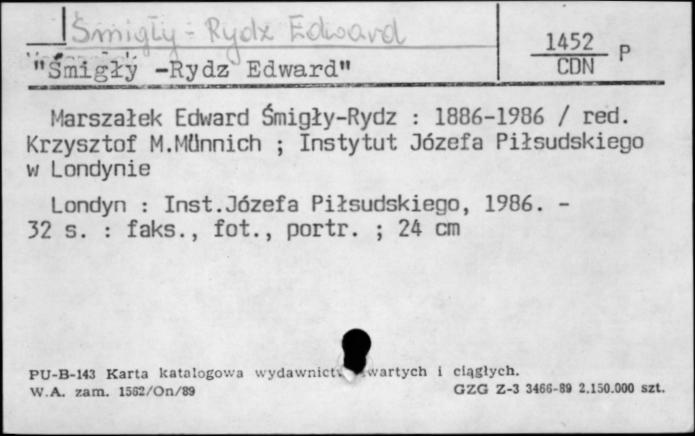 Śmigły-Rydz Edward
"Śmigły -Rydz Edward"
1452 P
CDN
Marszałek Edward Śmigły-Rydz : 1886-1986 / red.
Krzysztof M.Münnich ; Instytut Józefa Piłsudskiego
w Londynie
Londyn : Inst.Józefa Piłsudskiego, 1986. -
32 s. : faks., fot., portr. ; 24 cm
PU-B-143 Karta katalogowa wydawnictw zwartych i ciągłych.
W.A. zam. 1562/On/89 GZG Z-3 3466-89 2.150.000 szt.